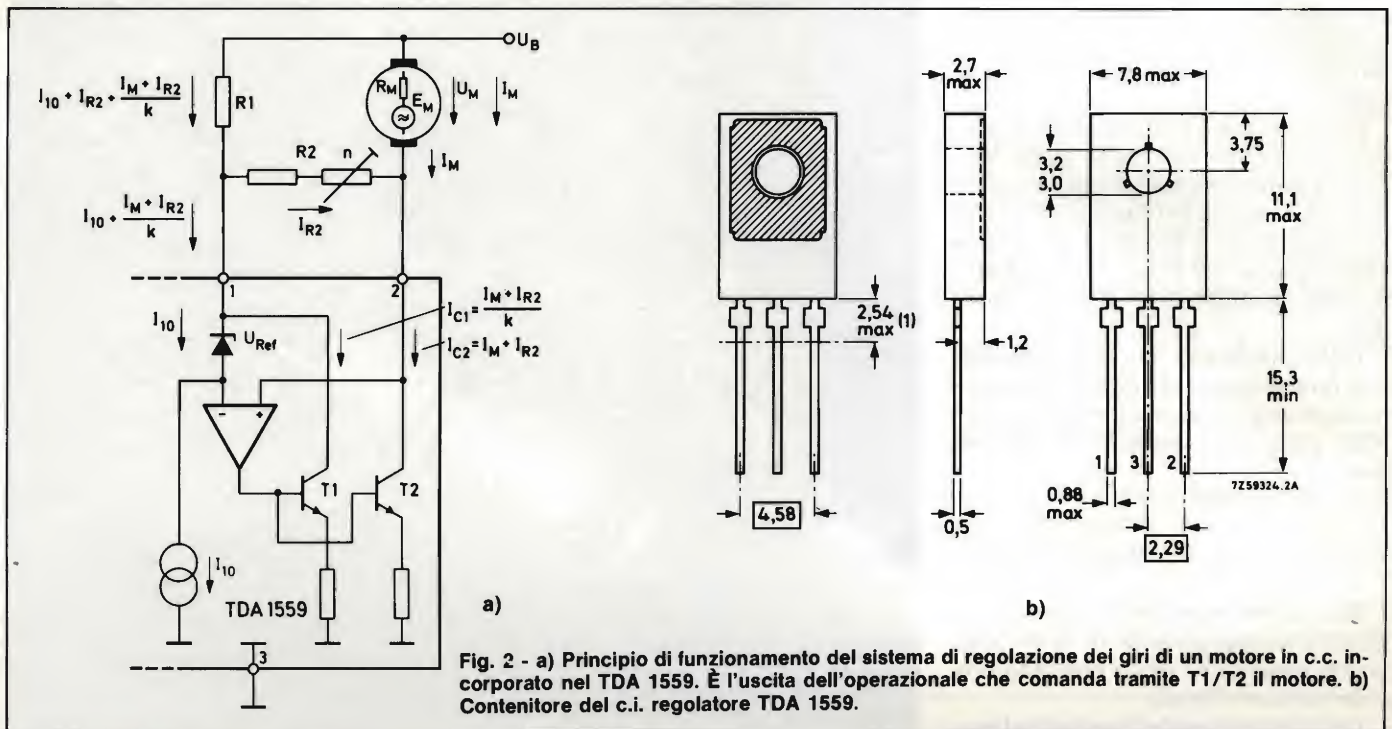 U_B
I_10 + I_R2 + (I_M + I_R2)/k
R1
R_M
E_M
U_M
I_M
R2
n
I_M
I_R2
I_10 + (I_M + I_R2)/k
1
2
I_C1 = (I_M + I_R2)/k
I_C2 = I_M + I_R2
I_10
U_Ref
-
+
T1
T2
I_10
TDA 1559
3
a)
2,54
max (1)
4,58
2,7
max
1,2
0,5
7,8 max
3,75
3,2
3,0
11,1
max
15,3
min
1
3
2
7Z59324.2A
0,88
max
2,29
b)
Fig. 2 - a) Principio di funzionamento del sistema di regolazione dei giri di un motore in c.c. in-
corporato nel TDA 1559. È l'uscita dell'operazionale che comanda tramite T1/T2 il motore. b)
Contenitore del c.i. regolatore TDA 1559.